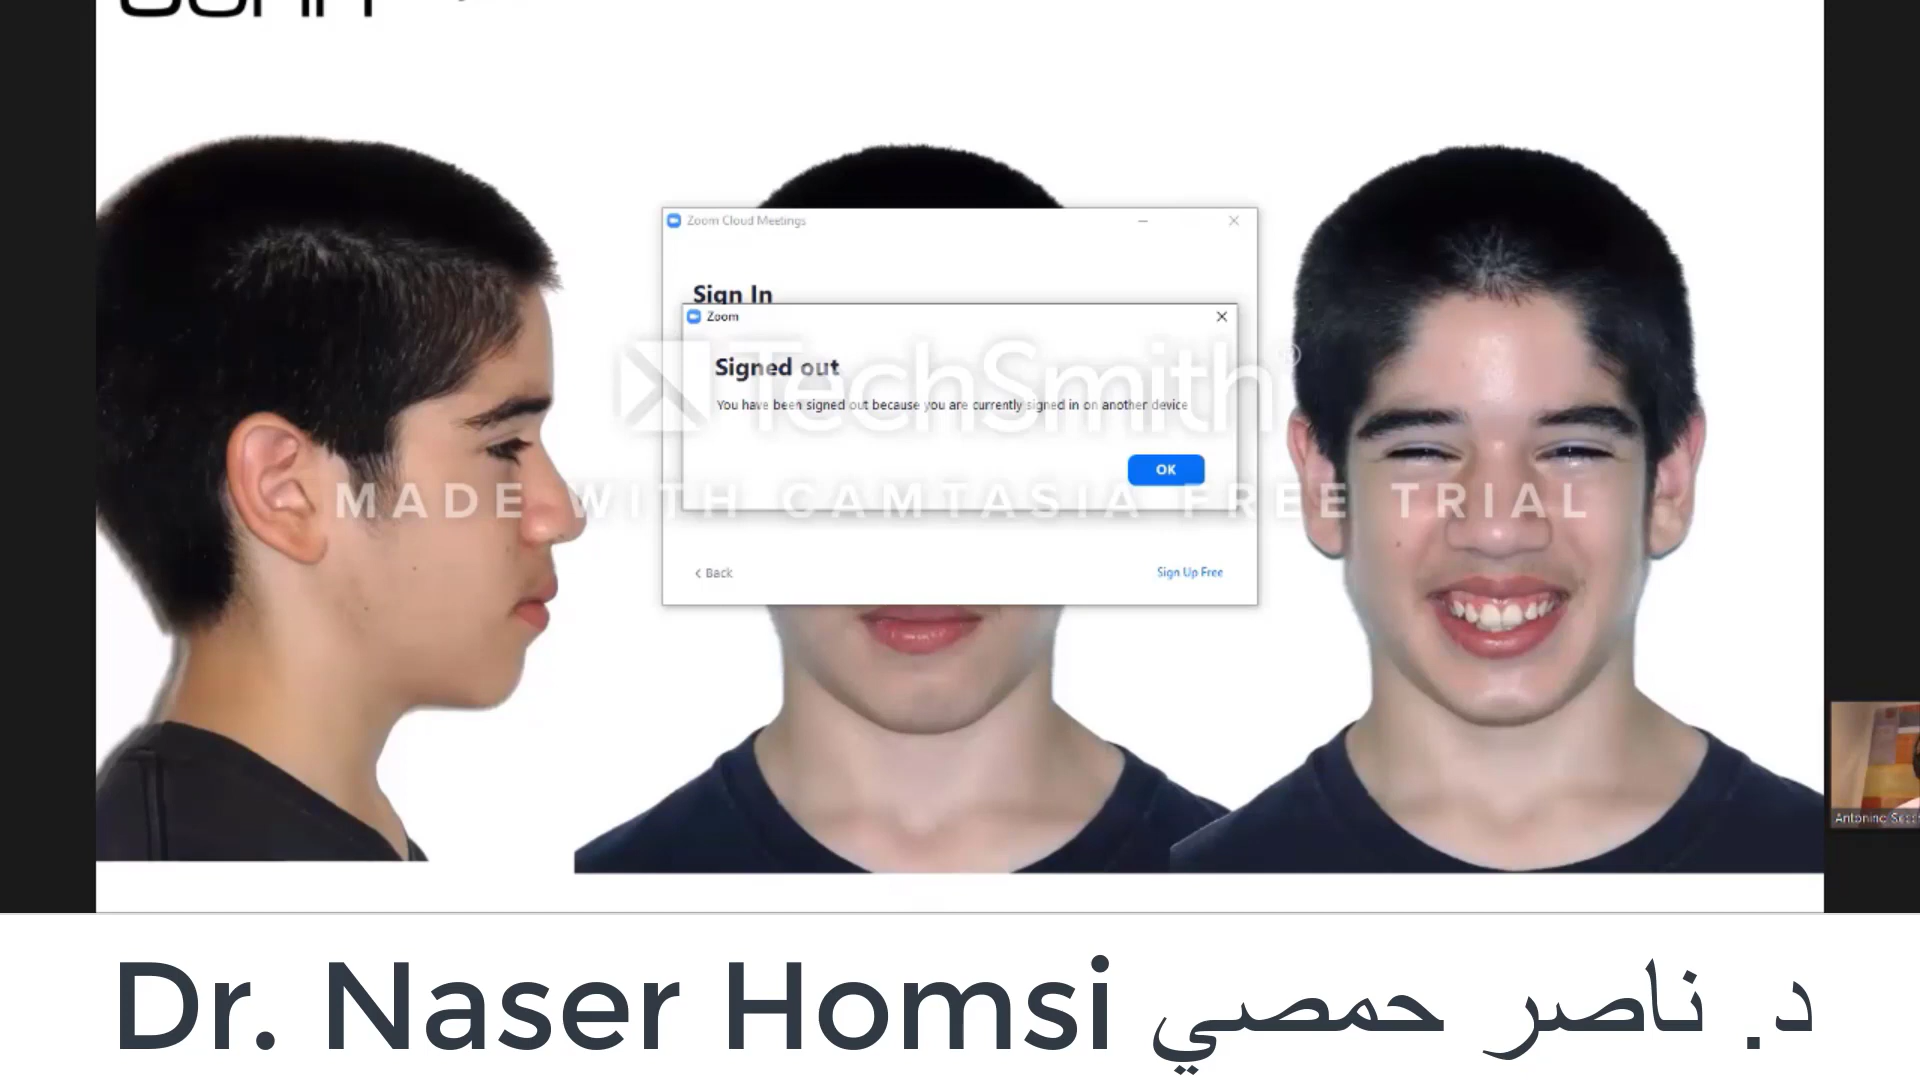 Zoom Cloud Meetings
Sign In
Zoom
Signed out
You have been signed out because you are currently signed in on another device
OK
TechSmith®
MADE WITH CAMTASIA FREE TRIAL
< Back
Sign Up Free
Antonino
Dr. Naser Homsi د. ناصر حمصي